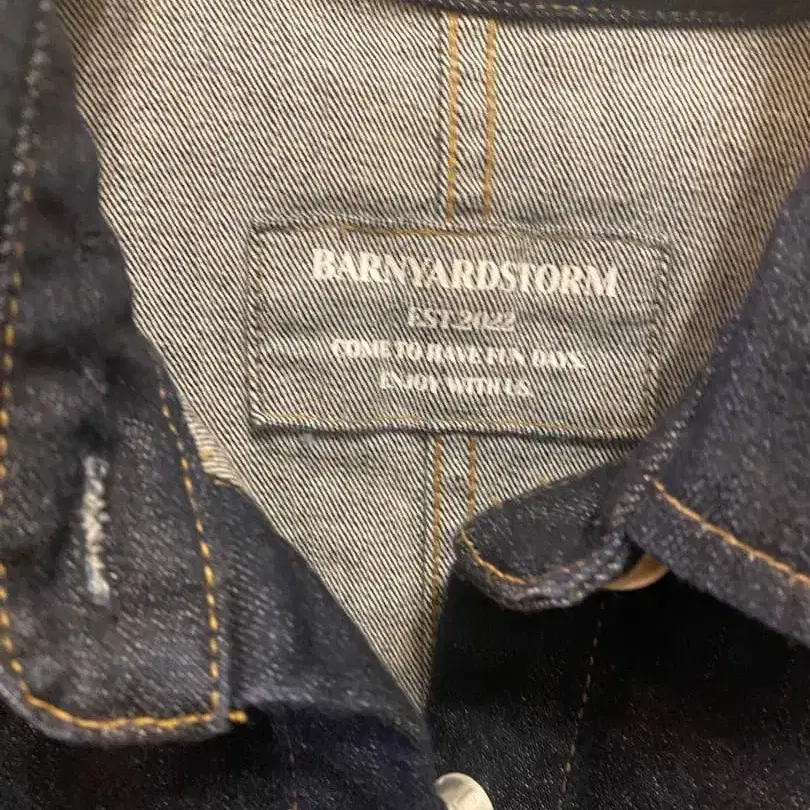 BARNYARDSTORM
EST 2022
COME TO HAVE FUN DAYS.
ENJOY WITH US.